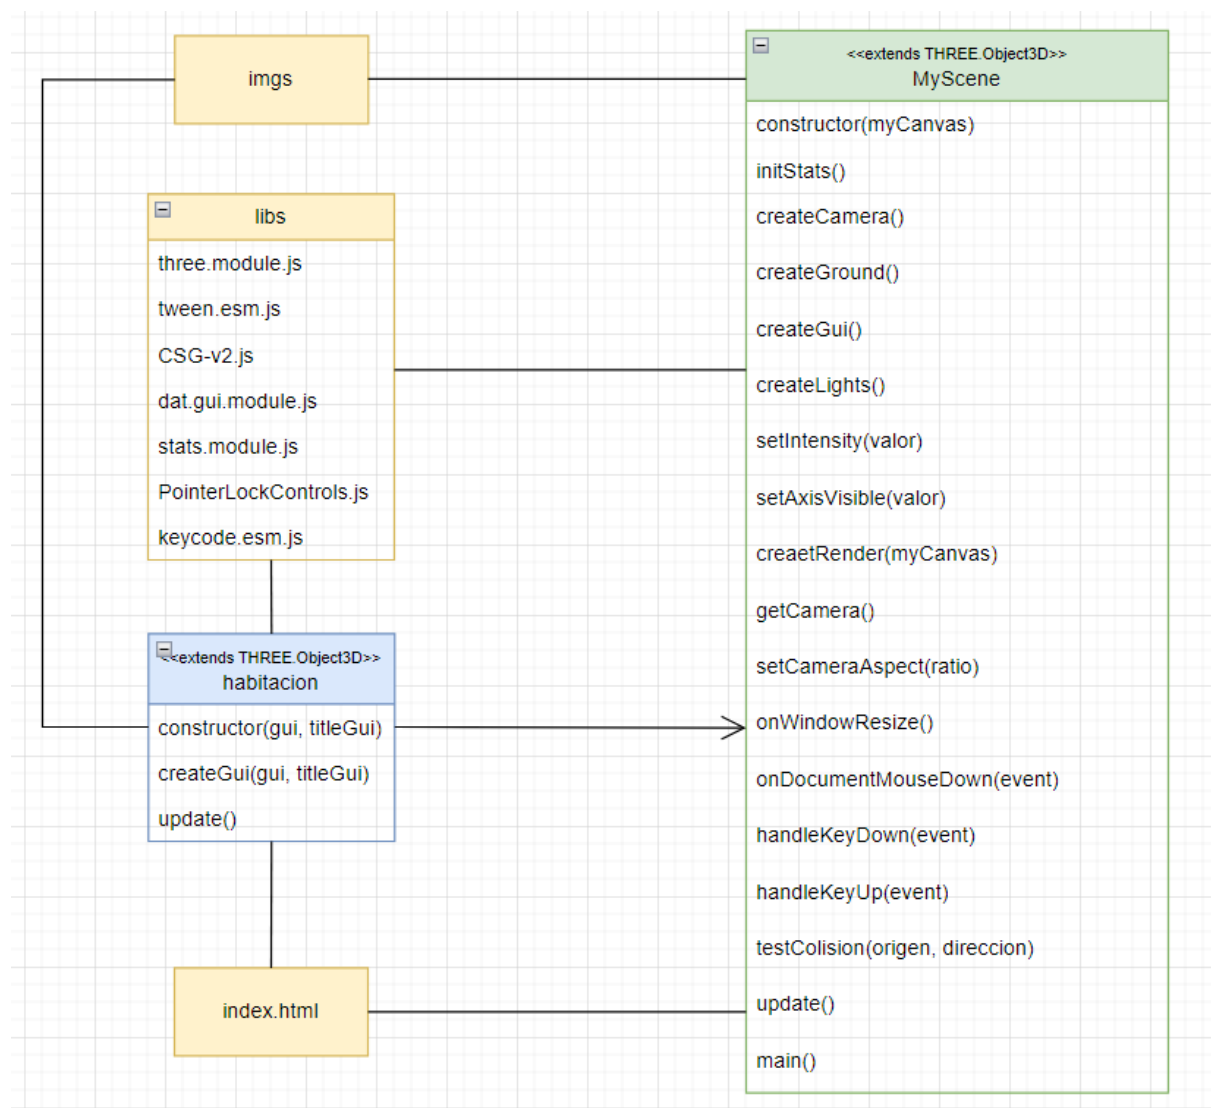 imgs
libs
three.module.js
tween.esm.js
CSG-v2.js
dat.gui.module.js
stats.module.js
PointerLockControls.js
keycode.esm.js
<<extends THREE.Object3D>>
habitacion
constructor(gui, titleGui)
createGui(gui, titleGui)
update()
index.html
<<extends THREE.Object3D>>
MyScene
constructor(myCanvas)
initStats()
createCamera()
createGround()
createGui()
createLights()
setIntensity(valor)
setAxisVisible(valor)
creaetRender(myCanvas)
getCamera()
setCameraAspect(ratio)
onWindowResize()
onDocumentMouseDown(event)
handleKeyDown(event)
handleKeyUp(event)
testColision(origen, direccion)
update()
main()